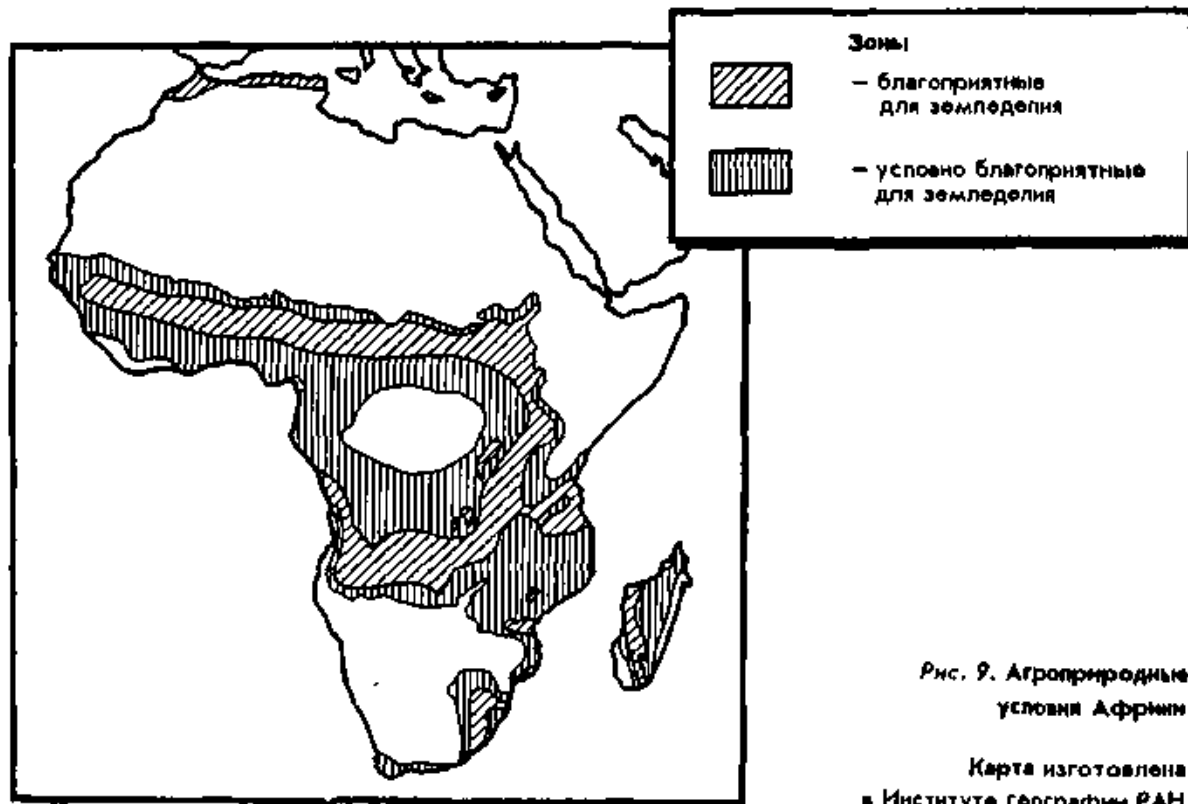 Зоны
– благоприятные
для земледелия
– условно благоприятные
для земледелия
Рис. 9. Агроприродные
условия Африки
Карта изготовлена
в Институте географии РАН